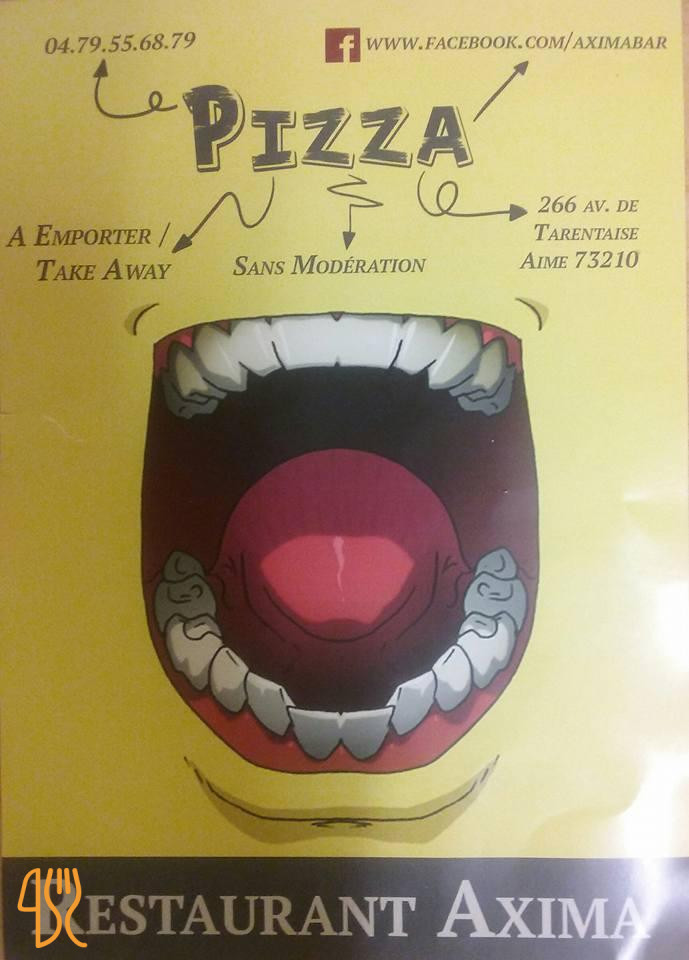 04.79.55.68.79
f WWW.FACEBOOK.COM/AXIMABAR
PIZZA
A EMPORTER /
TAKE AWAY
SANS MODÉRATION
266 AV. DE
TARENTAISE
AIME 73210
RESTAURANT AXIMA